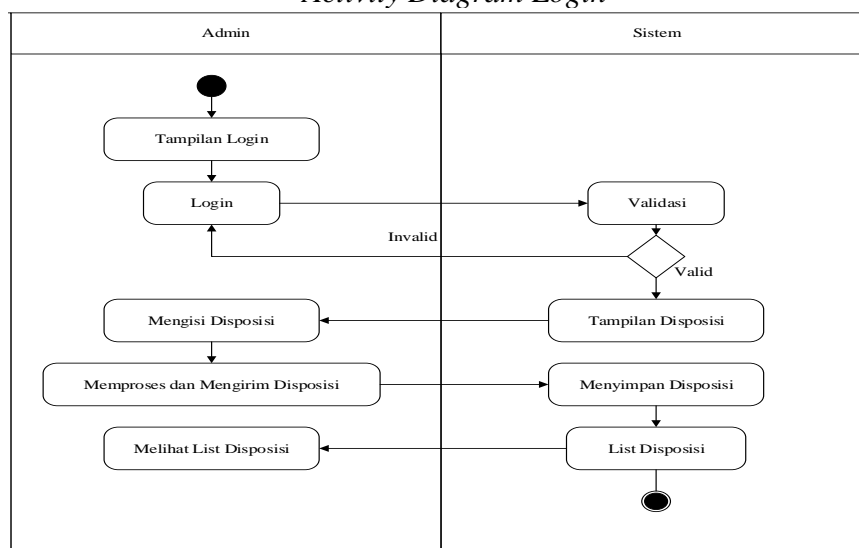 Activity Diagram Login
Admin
Sistem
Tampilan Login
Login
Validasi
Invalid
Valid
Mengisi Disposisi
Tampilan Disposisi
Memproses dan Mengirim Disposisi
Menyimpan Disposisi
Melihat List Disposisi
List Disposisi